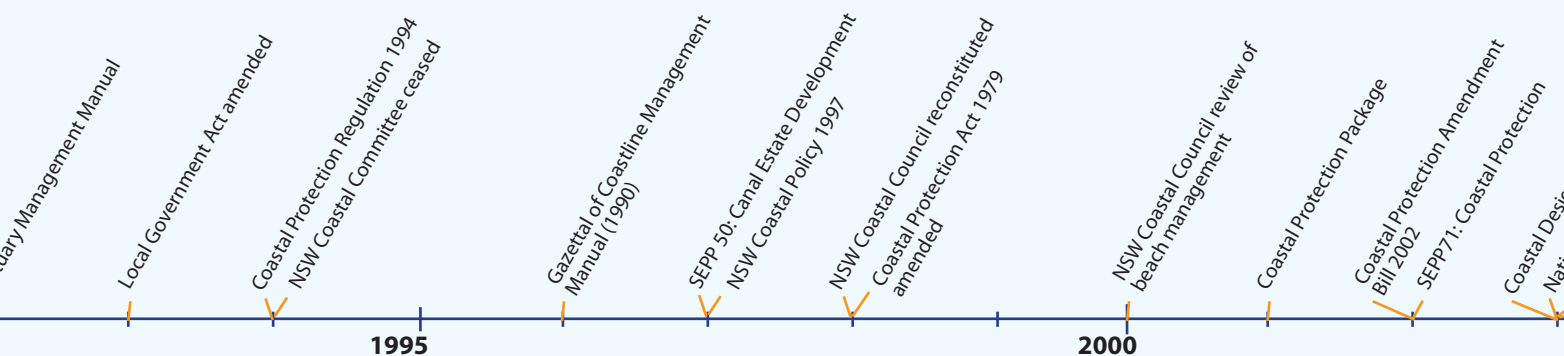 Management Manual
Local Government Act amended
Coastal Protection Regulation 1994
NSW Coastal Committee ceased
Gazettal of Coastline Management
Manual (1990)
SEPP 50: Canal Estate Development
NSW Coastal Policy 1997
NSW Coastal Council reconstituted
Coastal Protection Act 1979
amended
NSW Coastal Council review of
beach management
Coastal Protection Package
Coastal Protection Amendment
Bill 2002
SEPP71: Coastal Protection
Coastal
1995
2000